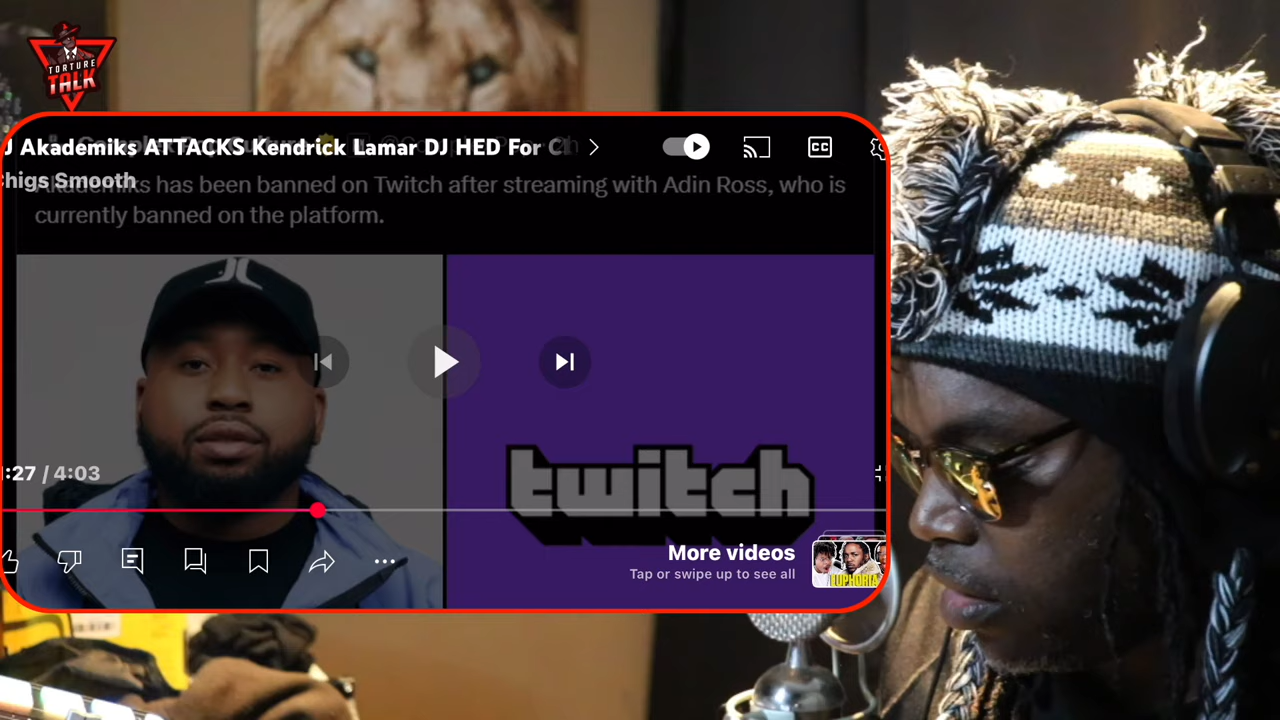 TORTURE
TALK
J Akademiks ATTACKS Kendrick Lamar DJ HED For
Chigs Smooth
has been banned on Twitch after streaming with Adin Ross, who is
currently banned on the platform.
twitch
:27 / 4:03
More videos
Tap or swipe up to see all
EUPHORIA
CC